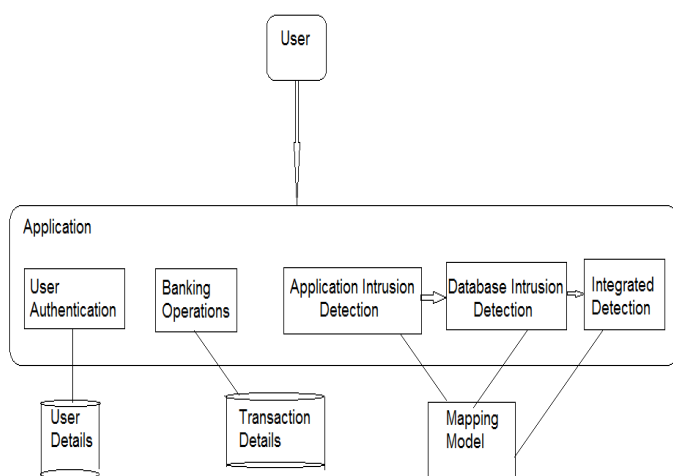 User
Application
User
Authentication
Banking
Operations
Application Intrusion
Detection
Database Intrusion
Detection
Integrated
Detection
User
Details
Transaction
Details
Mapping
Model